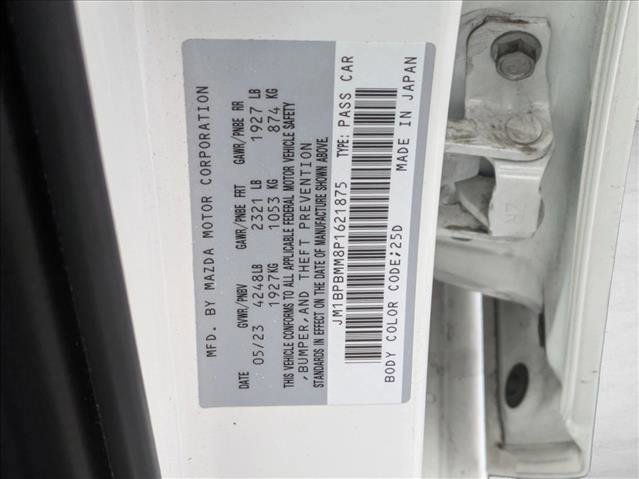 MFD. BY MAZDA MOTOR CORPORATION
DATE GVWR/PNBV GAWR/PNBE FRT GAWR/PNBE RR
05/23 4248LB 2321 LB 1927 LB
1927KG 1053 KG 874 KG
THIS VEHICLE CONFORMS TO ALL APPLICABLE FEDERAL MOTOR VEHICLE SAFETY
,BUMPER,AND THEFT PREVENTION
STANDARDS IN EFFECT ON THE DATE OF MANUFACTURE SHOWN ABOVE.
JM1BPBMM8P1621875 TYPE: PASS CAR
BODY COLOR CODE;25D MADE IN JAPAN